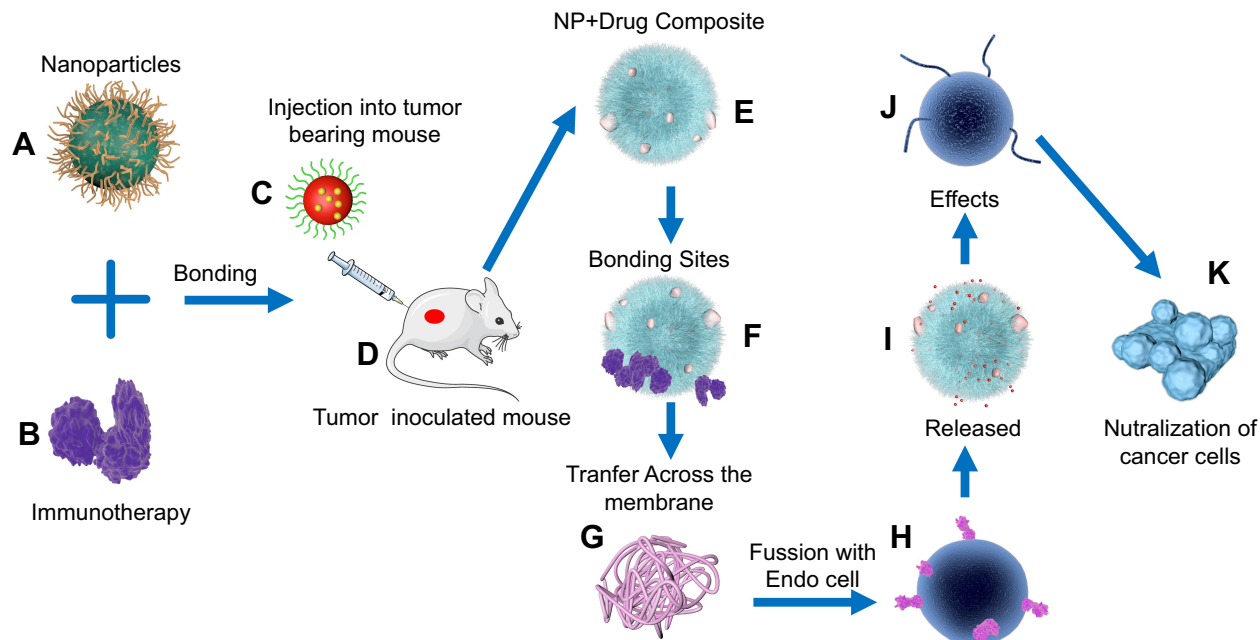 Nanoparticles
A
B
Immunotherapy
Bonding
Injection into tumor
bearing mouse
C
D
Tumor inoculated mouse
NP+Drug Composite
E
Bonding Sites
F
Tranfer Across the
membrane
G
Fussion with
Endo cell
H
Released
I
Effects
J
K
Nutralization of
cancer cells